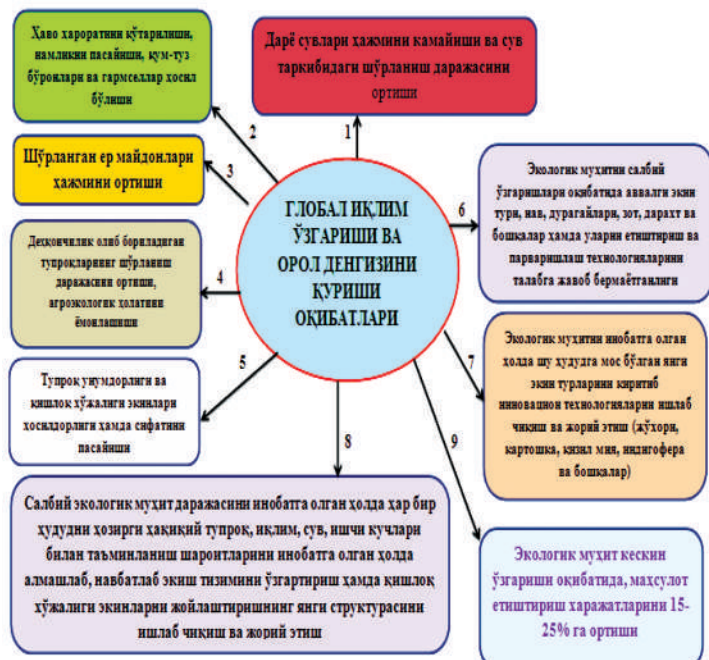 Ҳаво хароратини кўтарилиши,
намликни пасайиши, қум-туз
бўронлари ва гармселлар хосил
бўлиши
Дарё сувлари ҳажмини камайиши ва сув
таркибидаги шўрланиш даражасини
ортиши
2
1
Шўрланган ер майдонлари
ҳажмини ортиши
3
ГЛОБАЛ ИҚЛИМ
ЎЗГАРИШИ ВА
ОРОЛ ДЕНГИЗИНИ
ҚУРИШИ
ОҚИБАТЛАРИ
6
Экологик муҳитни салбий
ўзгаришлари оқибатида аввалги экин
тури, нав, дурагайлари, зот, дарахт ва
бошқалар ҳамда уларни етиштириш ва
парваришлаш технологияларини
талабга жавоб бермаётганлиги
Деҳқончилик олиб бориладиган
тупроқларнинг шўрланиш
даражасини ортиши,
агроэкологик ҳолатини
ёмонлашиши
4
5
Тупроқ унумдорлиги ва
қишлоқ хўжалиги экинлари
хосилдорлиги ҳамда сифатини
пасайиши
7
Экологик муҳитни инобатга олган
ҳолда шу ҳудудга мос бўлган янги
экин турларини киритиб
инновацион технологияларни ишлаб
чиқиш ва жорий этиш (жўхори,
картошка, қизил мия, индигофера
ва бошқалар)
8
9
Салбий экологик муҳит даражасини инобатга олган ҳолда ҳар бир
ҳудудни ҳозирги ҳақиқий тупроқ, иқлим, сув, ишчи кучлари
билан таъминланиш шароитларини инобатга олган ҳолда
алмашлаб, навбатлаб экиш тизимини ўзгартириш ҳамда қишлоқ
хўжалиги экинларни жойлаштиришнинг янги структурасини
ишлаб чиқиш ва жорий этиш
Экологик муҳит кескин
ўзгариши оқибатида, маҳсулот
етиштириш харажатларини 15-
25% га ортиши